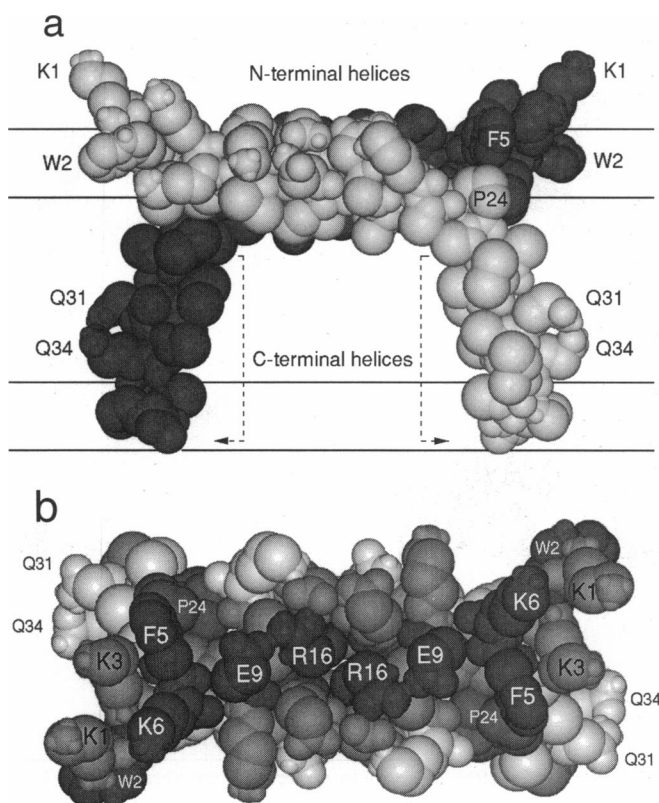 a
K1 N-terminal helices K1
F5
W2 W2
P24
Q31 Q31
Q34 Q34
C-terminal helices
b
Q31 W2
P24 K1
K6
Q34 F5
R16 E9
K3 E9 R16 K3
F5
K6 P24 Q34
K1
W2 Q31